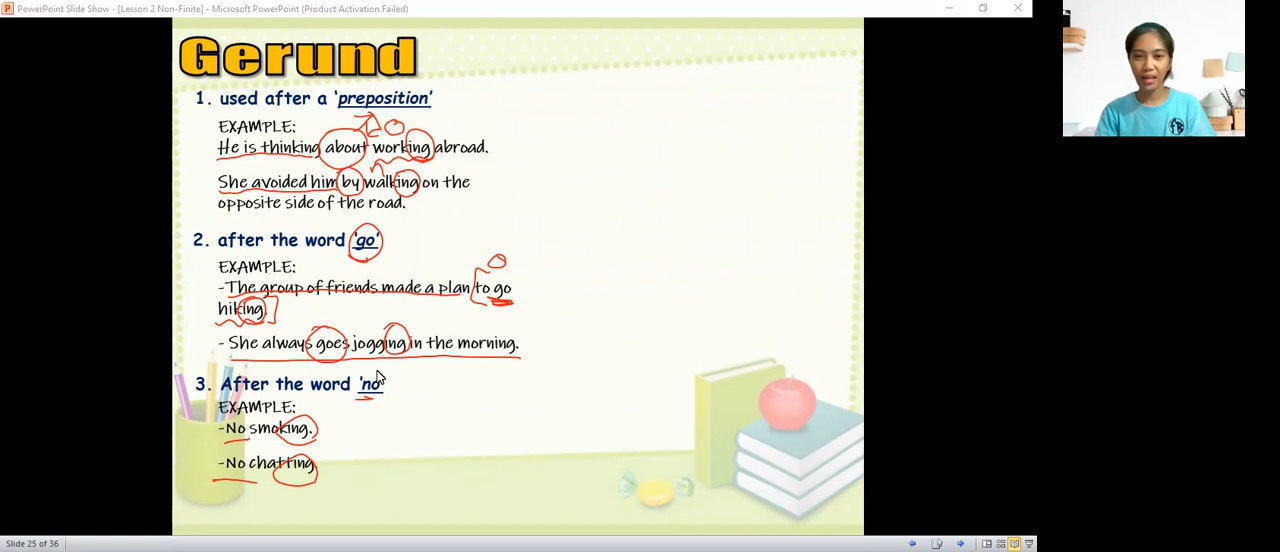 PowerPoint Slide Show - [Lesson 2 Non-Finite] - Microsoft PowerPoint (Product Activation Failed)
Gerund
1. used after a 'preposition'
EXAMPLE:
He is thinking about working abroad.
She avoided him by walking on the
opposite side of the road.
2. after the word 'go'
EXAMPLE:
-The group of friends made a plan to go
hiking.
- She always goes jogging in the morning.
3. After the word 'no'
EXAMPLE:
-No smoking.
-No chatting.
Slide 25 of 36